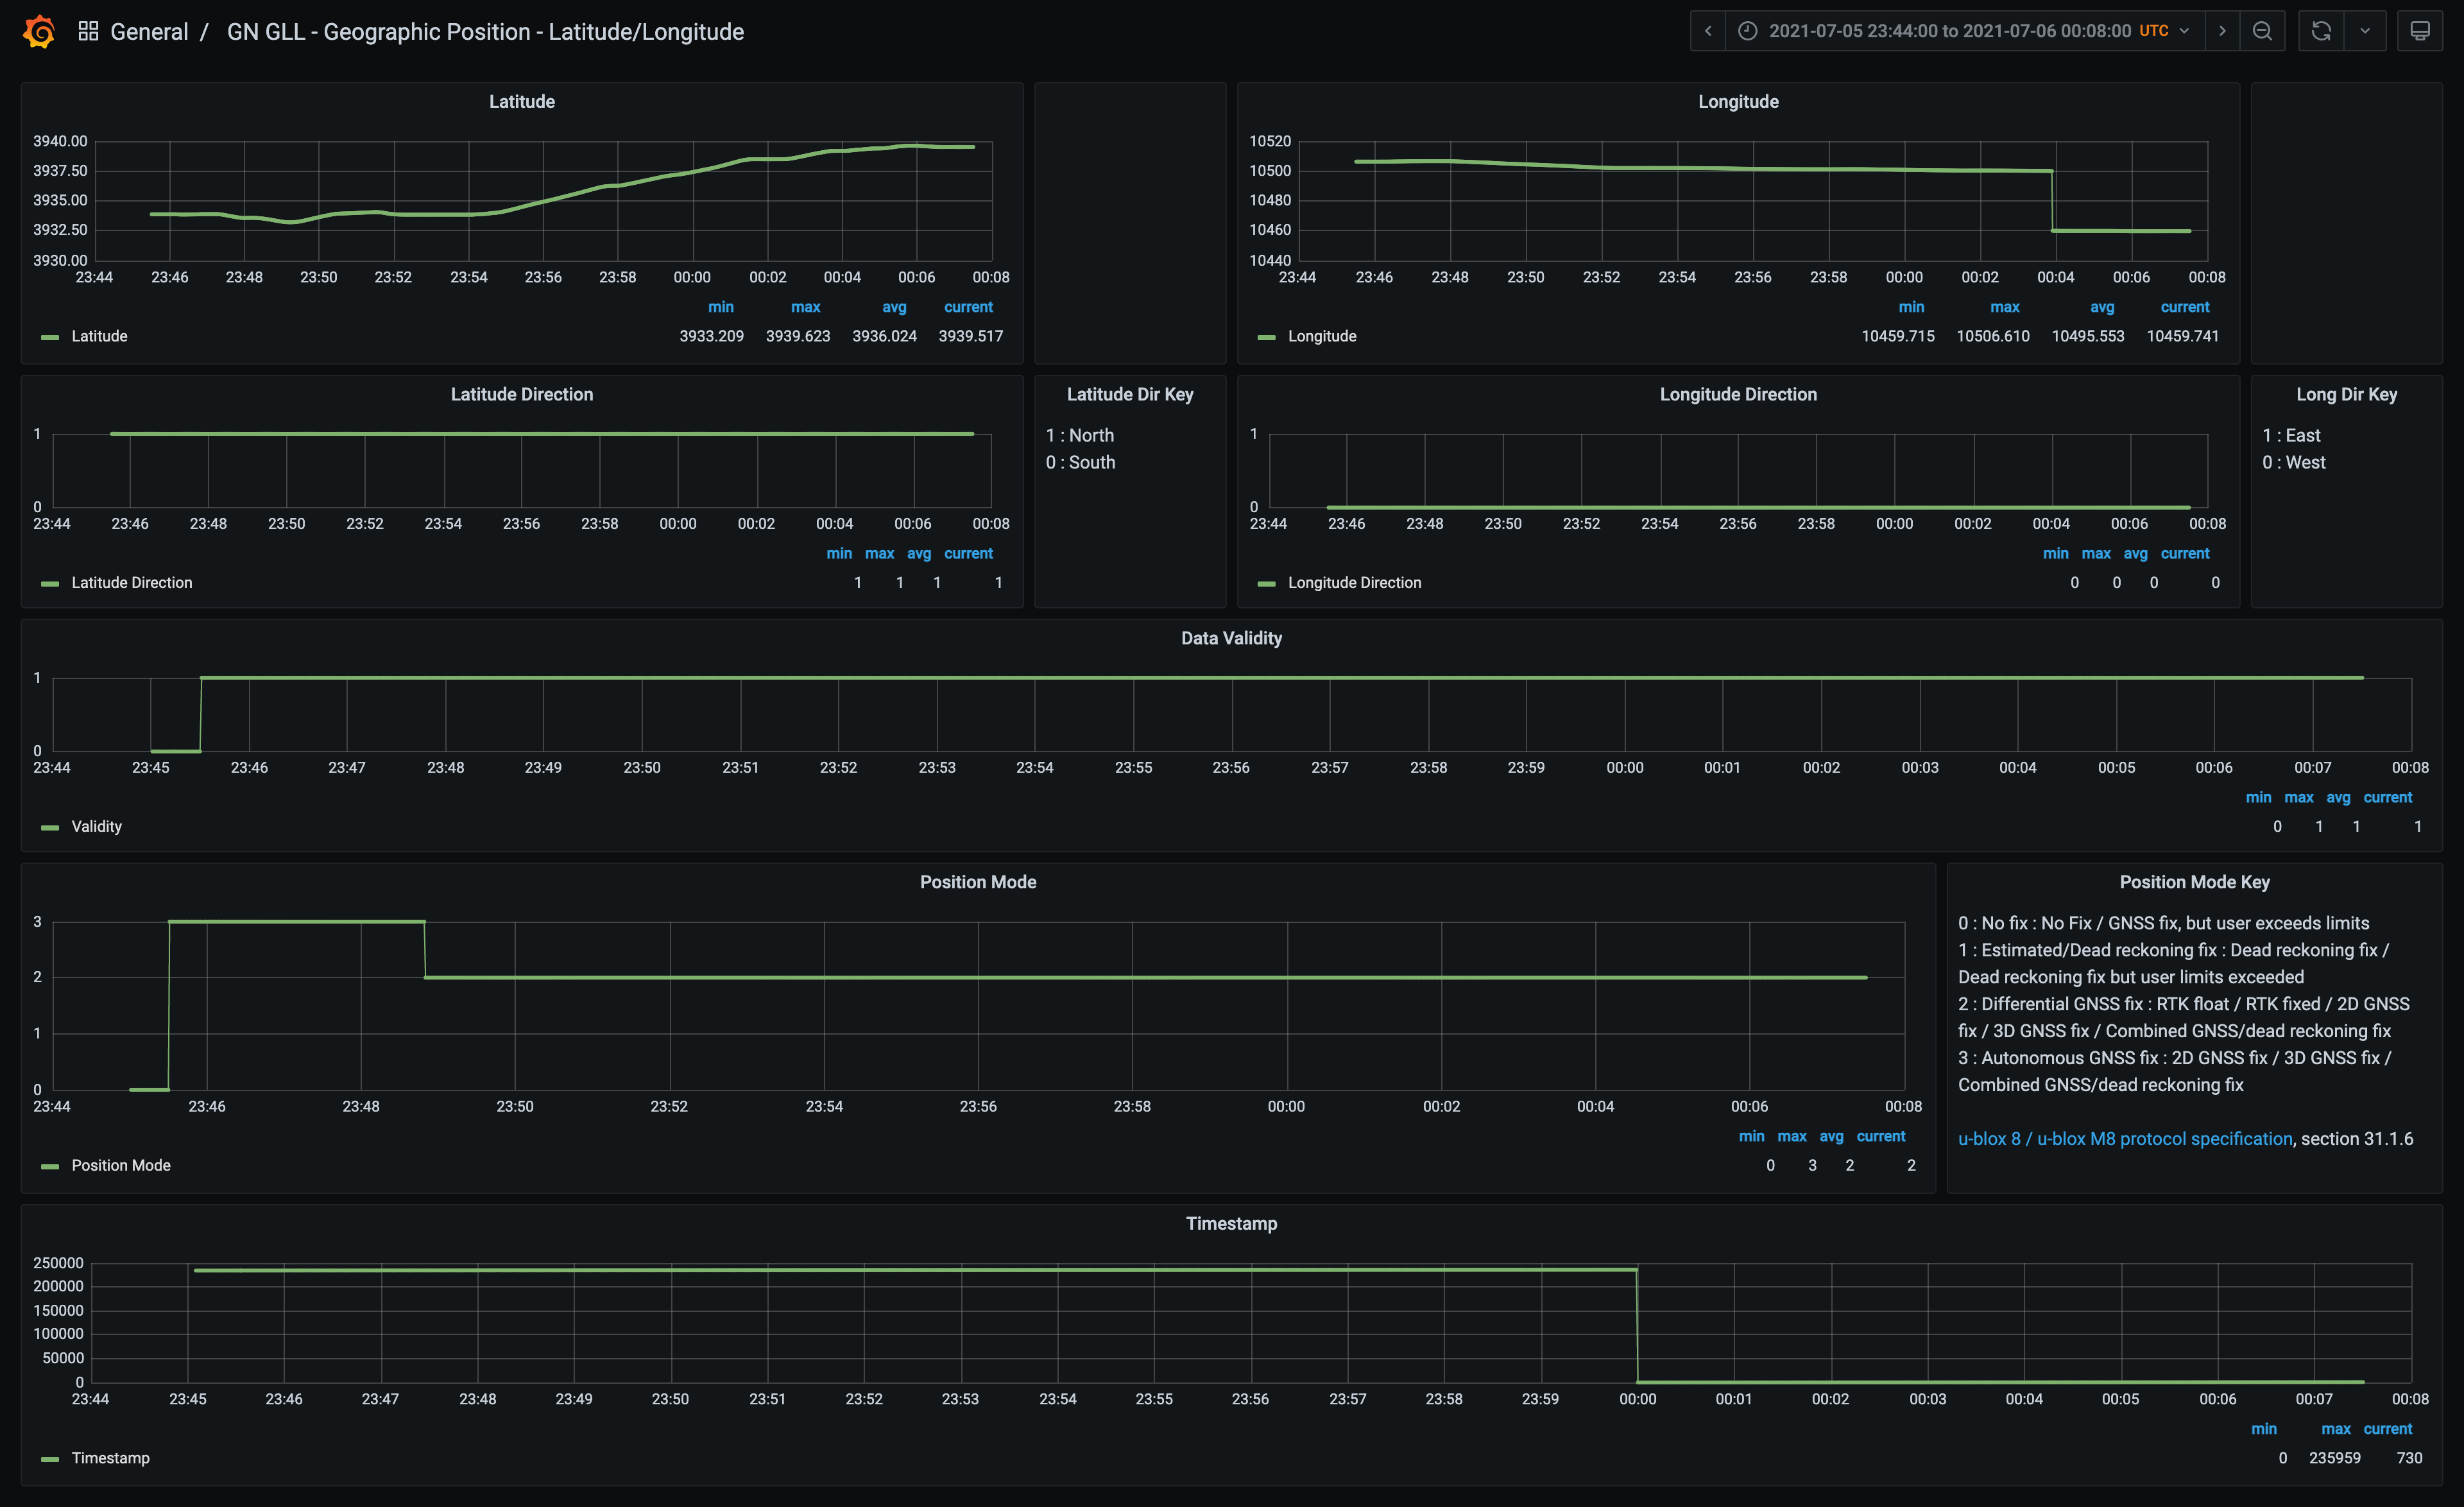 General / GN GLL - Geographic Position - Latitude/Longitude
2021-07-05 23:44:00 to 2021-07-06 00:08:00 UTC
Latitude
3940.00
3937.50
3935.00
3932.50
3930.00
23:44 23:46 23:48 23:50 23:52 23:54 23:56 23:58 00:00 00:02 00:04 00:06 00:08
min max avg current
Latitude 3933.209 3939.623 3936.024 3939.517
Longitude
10520
10500
10480
10460
10440
23:44 23:46 23:48 23:50 23:52 23:54 23:56 23:58 00:00 00:02 00:04 00:06 00:08
min max avg current
Longitude 10459.715 10506.610 10495.553 10459.741
Latitude Direction
1
0
23:44 23:46 23:48 23:50 23:52 23:54 23:56 23:58 00:00 00:02 00:04 00:06 00:08
min max avg current
Latitude Direction 1 1 1 1
Latitude Dir Key
1 : North
0 : South
Longitude Direction
1
0
23:44 23:46 23:48 23:50 23:52 23:54 23:56 23:58 00:00 00:02 00:04 00:06 00:08
min max avg current
Longitude Direction 0 0 0 0
Long Dir Key
1 : East
0 : West
Data Validity
1
0
23:44 23:45 23:46 23:47 23:48 23:49 23:50 23:51 23:52 23:53 23:54 23:55 23:56 23:57 23:58 23:59 00:00 00:01 00:02 00:03 00:04 00:05 00:06 00:07 00:08
min max avg current
Validity 0 1 1 1
Position Mode
3
2
1
0
23:44 23:46 23:48 23:50 23:52 23:54 23:56 23:58 00:00 00:02 00:04 00:06 00:08
min max avg current
Position Mode 0 3 2 2
Position Mode Key
0 : No fix : No Fix / GNSS fix, but user exceeds limits
1 : Estimated/Dead reckoning fix : Dead reckoning fix /
Dead reckoning fix but user limits exceeded
2 : Differential GNSS fix : RTK float / RTK fixed / 2D GNSS
fix / 3D GNSS fix / Combined GNSS/dead reckoning fix
3 : Autonomous GNSS fix : 2D GNSS fix / 3D GNSS fix /
Combined GNSS/dead reckoning fix
u-blox 8 / u-blox M8 protocol specification, section 31.1.6
Timestamp
250000
200000
150000
100000
50000
0
23:44 23:45 23:46 23:47 23:48 23:49 23:50 23:51 23:52 23:53 23:54 23:55 23:56 23:57 23:58 23:59 00:00 00:01 00:02 00:03 00:04 00:05 00:06 00:07 00:08
min max current
Timestamp 0 235959 730